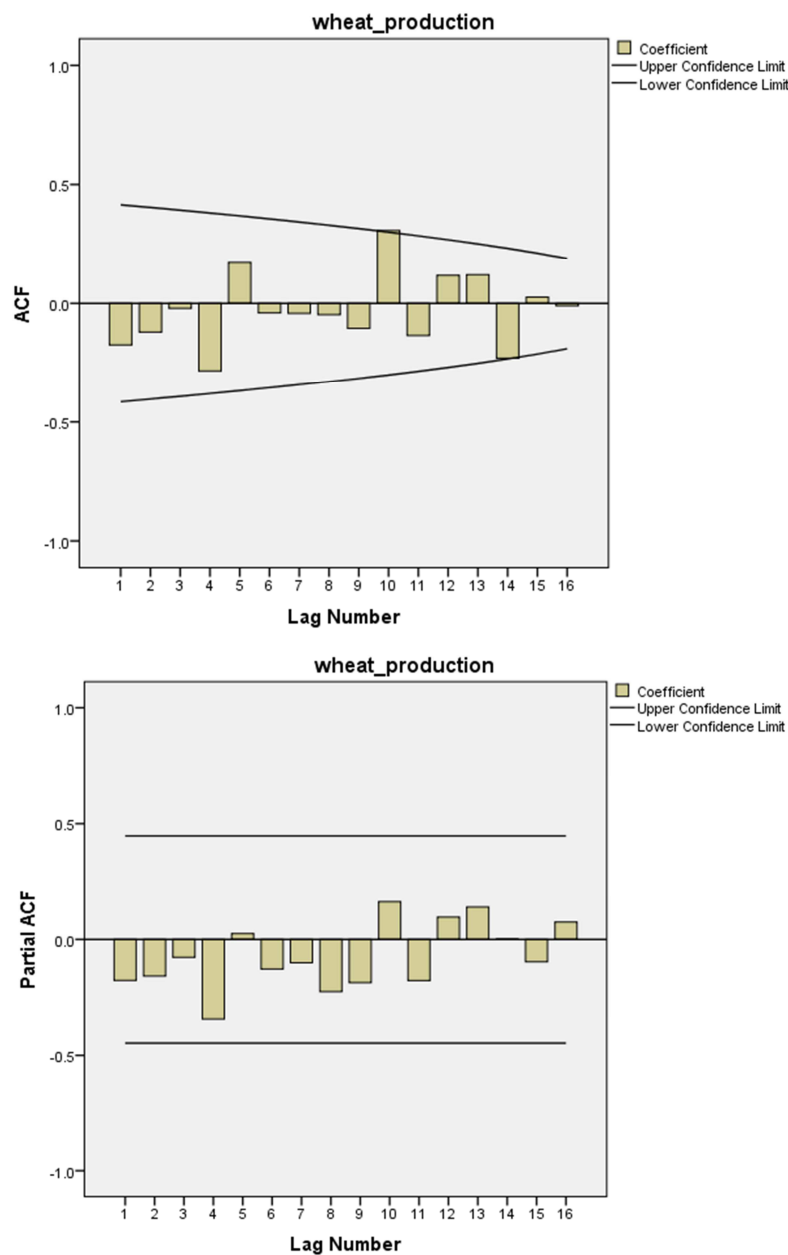 wheat_production
Coefficient
Upper Confidence Limit
Lower Confidence Limit
1.0
0.5
0.0
-0.5
-1.0
ACF
1 2 3 4 5 6 7 8 9 10 11 12 13 14 15 16
Lag Number
wheat_production
Coefficient
Upper Confidence Limit
Lower Confidence Limit
1.0
0.5
0.0
-0.5
-1.0
Partial ACF
1 2 3 4 5 6 7 8 9 10 11 12 13 14 15 16
Lag Number